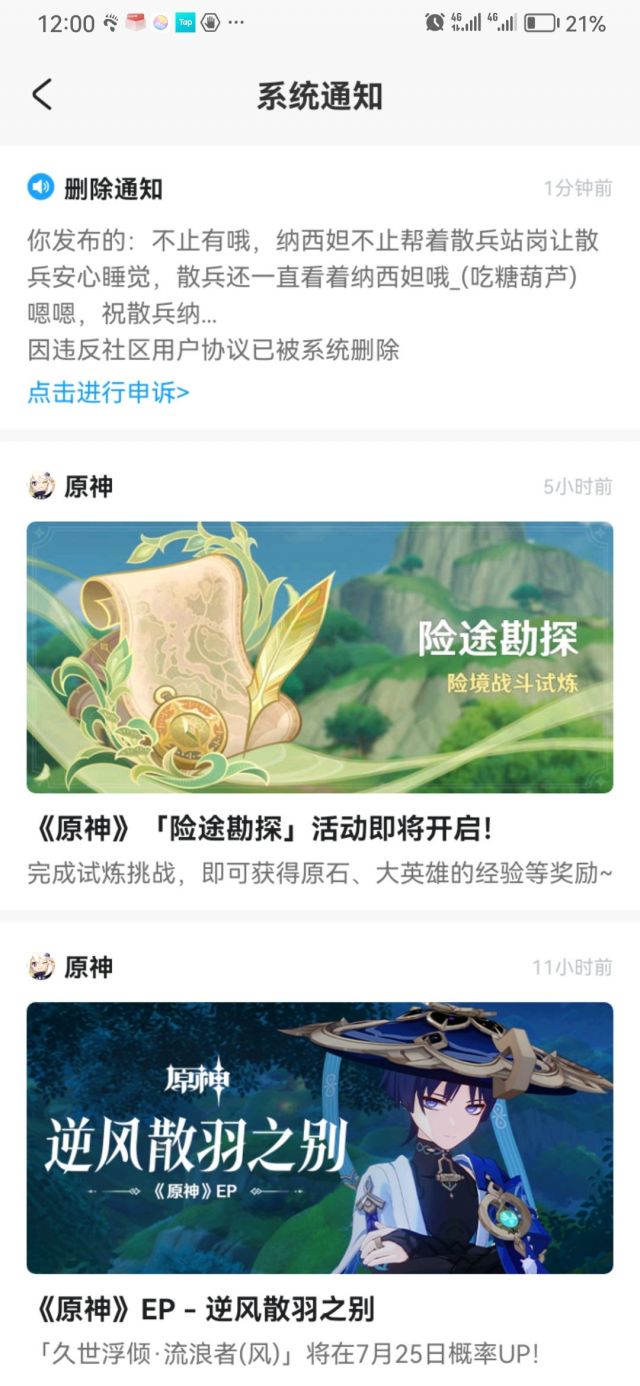 12:00
Tap
4G
4G
21%
系统通知
删除通知
1分钟前
你发布的：不止有哦，纳西妲不止帮着散兵站岗让散
兵安心睡觉，散兵还一直看着纳西妲哦_(吃糖葫芦)
嗯嗯，祝散兵纳...
因违反社区用户协议已被系统删除
点击进行申诉>
原神
5小时前
险途勘探
险境战斗试炼
《原神》「险途勘探」活动即将开启!
完成试炼挑战，即可获得原石、大英雄的经验等奖励~
原神
11小时前
原神
逆风散羽之别
《原神》EP
《原神》EP - 逆风散羽之别
「久世浮倾·流浪者(风)」将在7月25日概率UP!